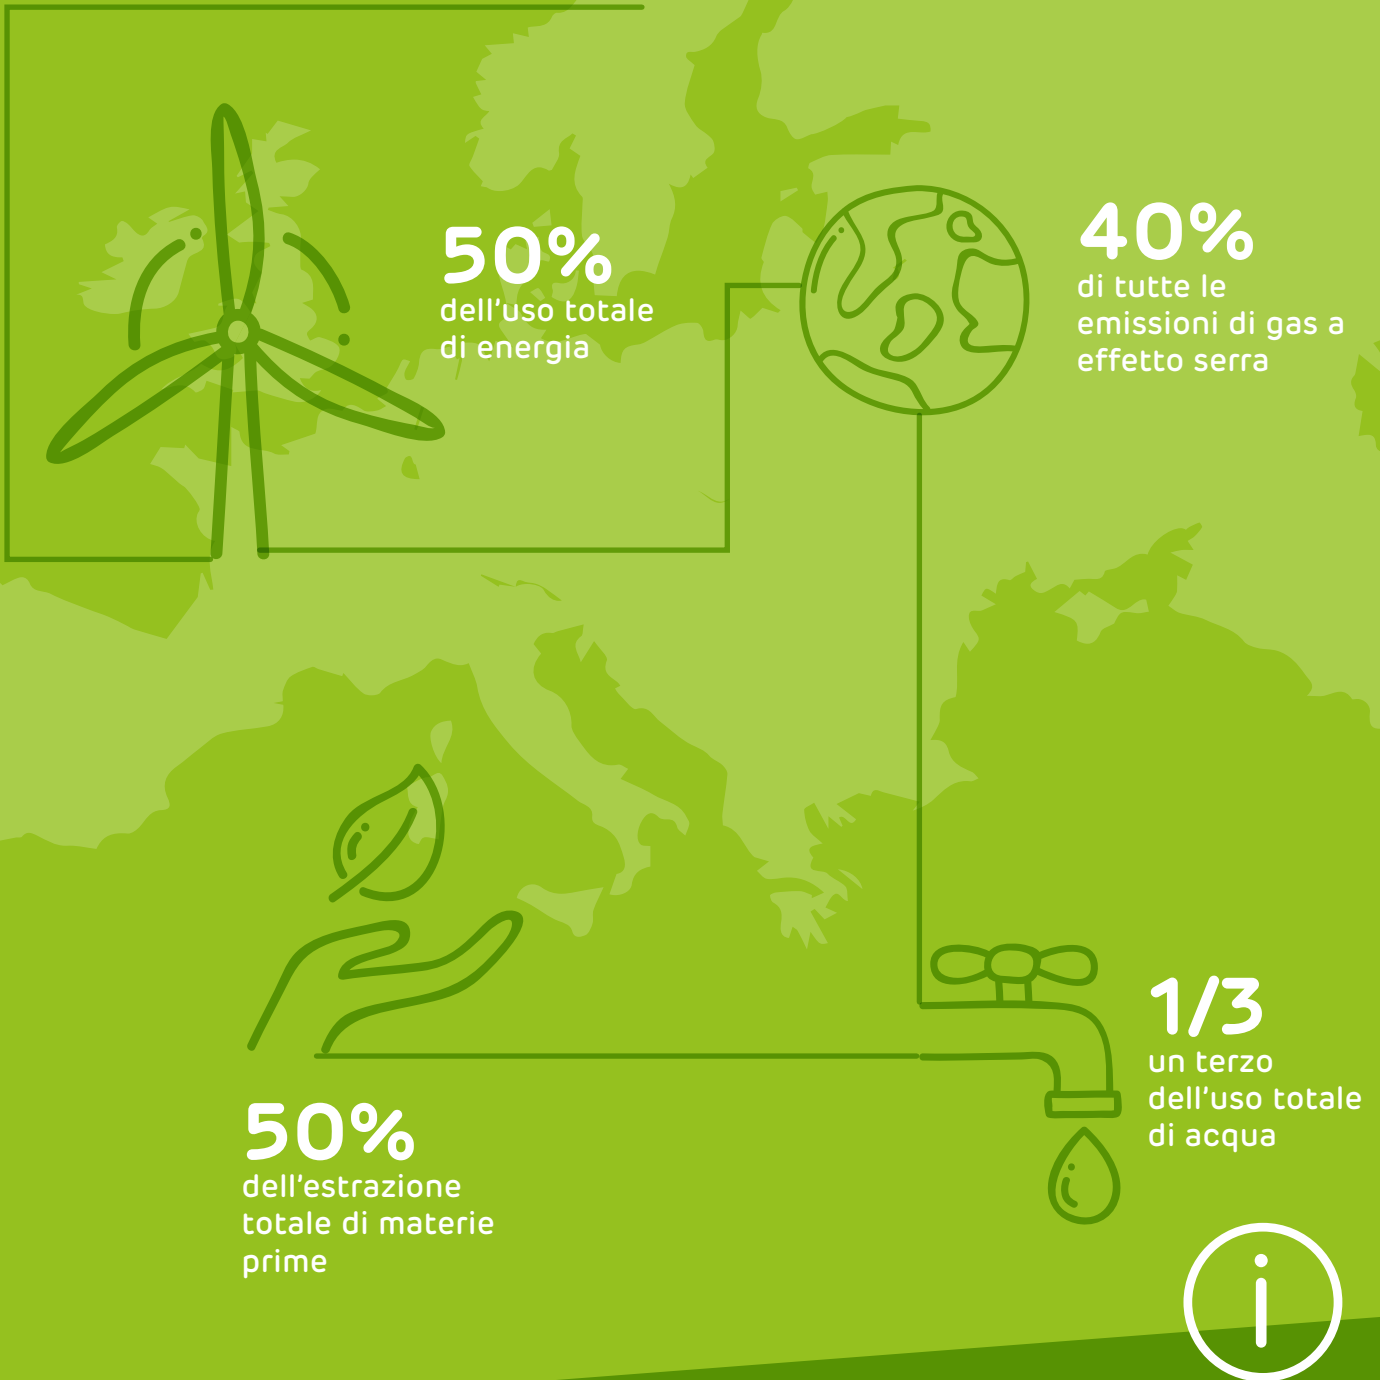 50%
dell’uso totale
di energia
40%
di tutte le
emissioni di gas a
effetto serra
1/3
un terzo
dell’uso totale
di acqua
50%
dell’estrazione
totale di materie
prime
i